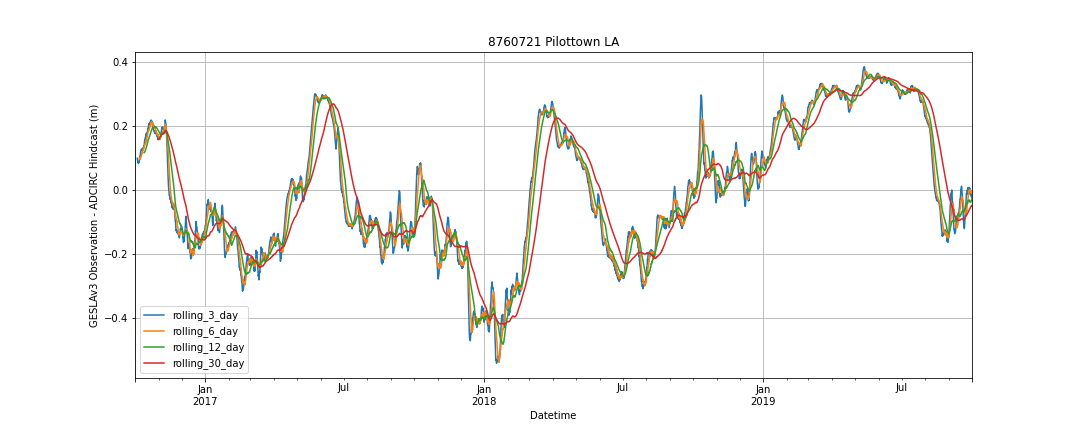 8760721 Pilottown LA
GESLAv3 Observation - ADCIRC Hindcast (m)
0.4
0.2
0.0
−0.2
−0.4
rolling_3_day
rolling_6_day
rolling_12_day
rolling_30_day
Jan
2017
Jul
Jan
2018
Jul
Jan
2019
Jul
Datetime